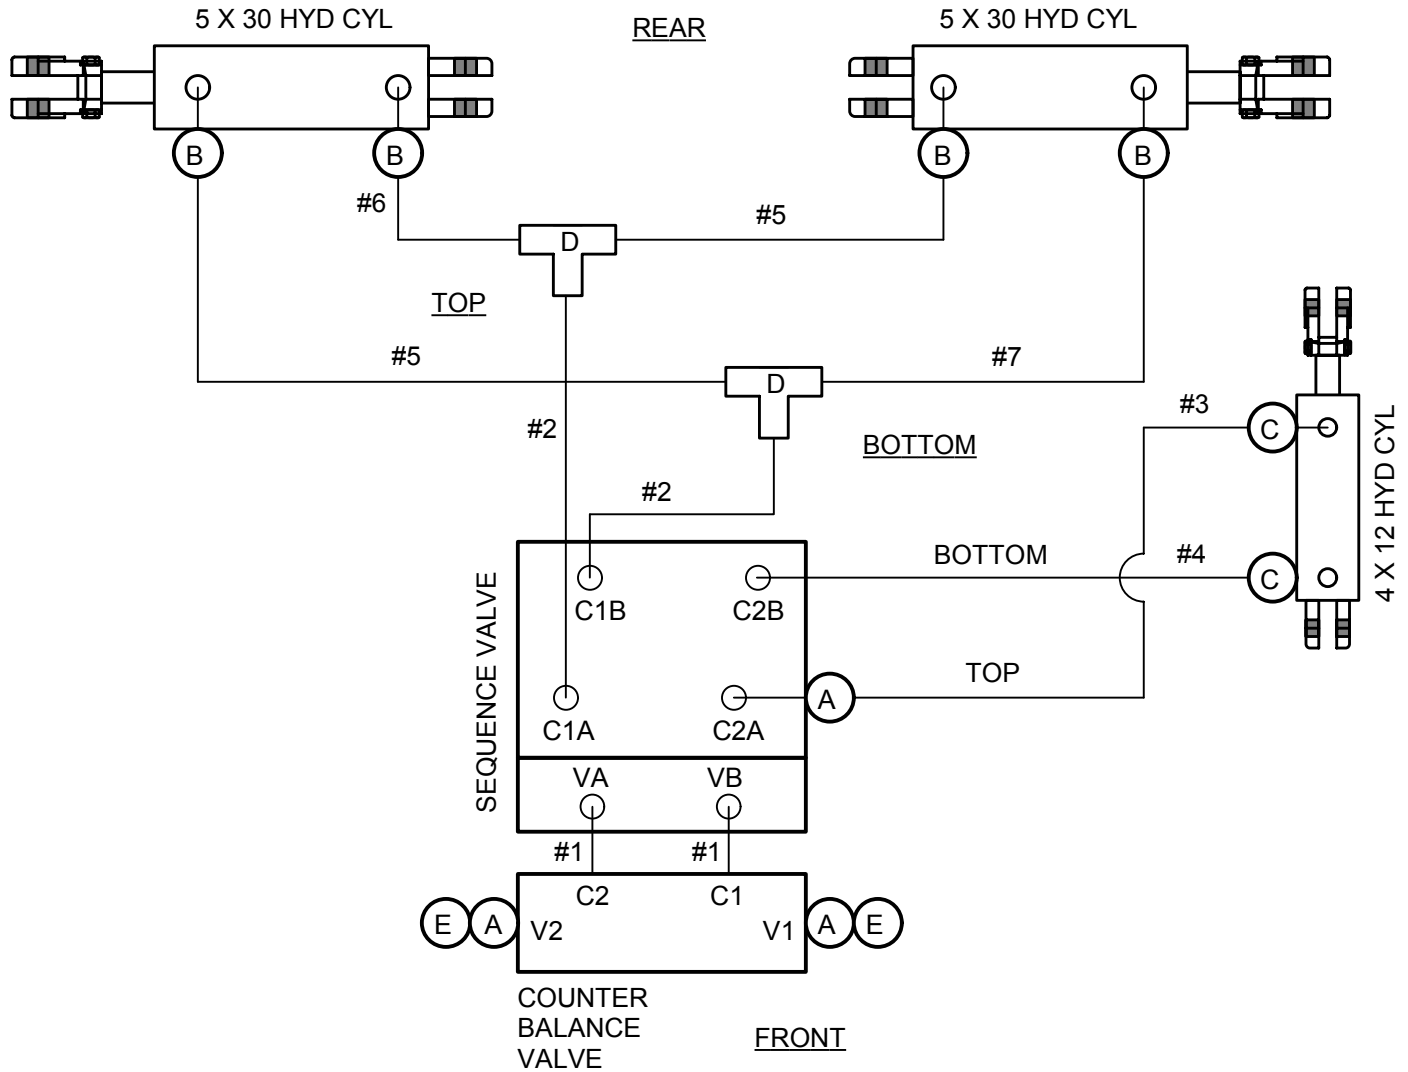 5 X 30 HYD CYL
REAR
5 X 30 HYD CYL
B
B
B
B
#6
#5
D
TOP
#5
D
#7
#2
#3
C
BOTTOM
4 X 12 HYD CYL
#2
BOTTOM
#4
C
C1B
C2B
SEQUENCE VALVE
TOP
A
C1A
C2A
VA
VB
#1
#1
C2
C1
E
A
V2
V1
A
E
COUNTER
BALANCE
VALVE
FRONT